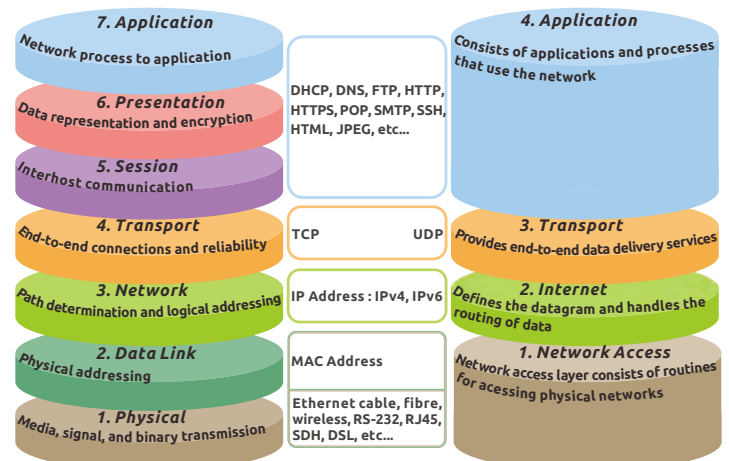 7. Application
Network process to application
6. Presentation
Data representation and encryption
5. Session
Interhost communication
4. Transport
End-to-end connections and reliability
3. Network
Path determination and logical addressing
2. Data Link
Physical addressing
1. Physical
Media, signal, and binary transmission
DHCP, DNS, FTP, HTTP,
HTTPS, POP, SMTP, SSH,
HTML, JPEG, etc...
TCP UDP
IP Address : IPv4, IPv6
MAC Address
Ethernet cable, fibre,
wireless, RS-232, RJ45,
SDH, DSL, etc...
4. Application
Consists of applications and processes
that use the network
3. Transport
Provides end-to-end data delivery services
2. Internet
Defines the datagram and handles the
routing of data
1. Network Access
Network access layer consists of routines
for acessing physical networks